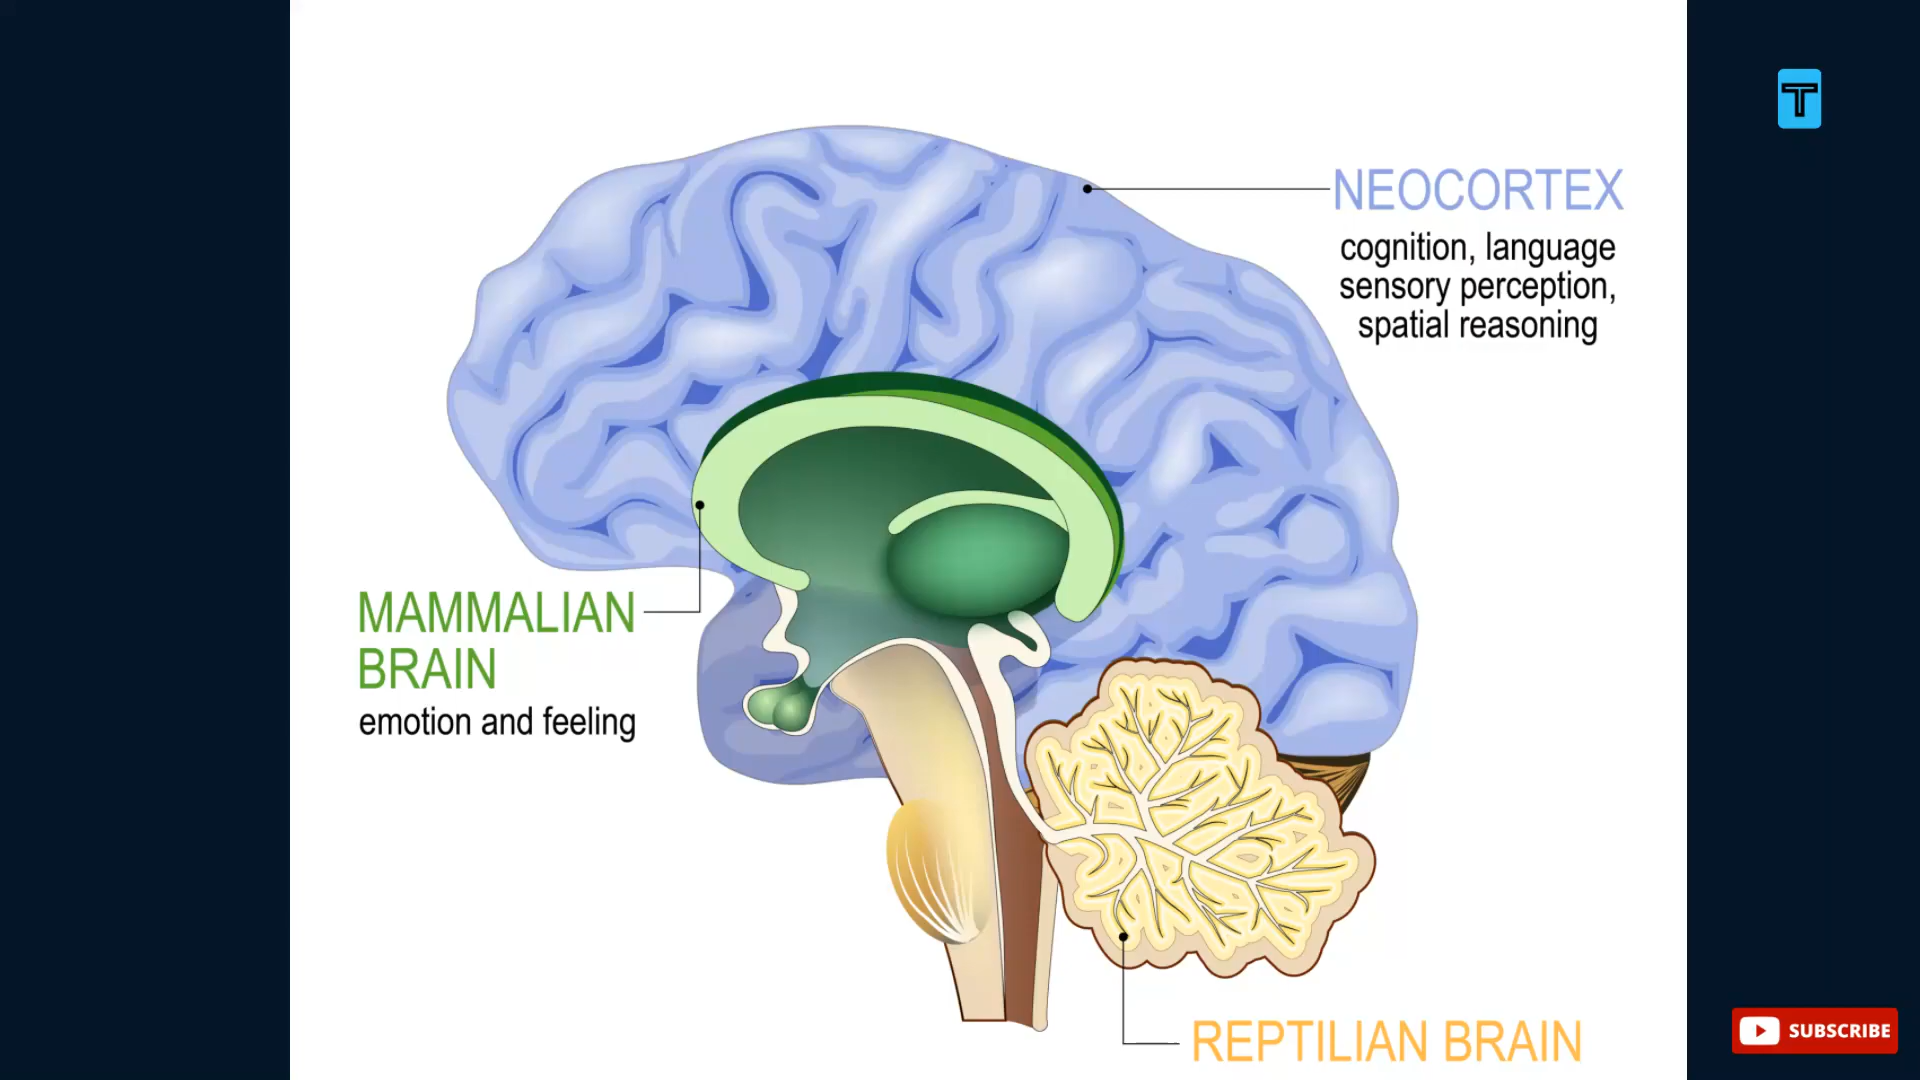 T
NEOCORTEX
cognition, language
sensory perception,
spatial reasoning
MAMMALIAN
BRAIN
emotion and feeling
REPTILIAN BRAIN
SUBSCRIBE